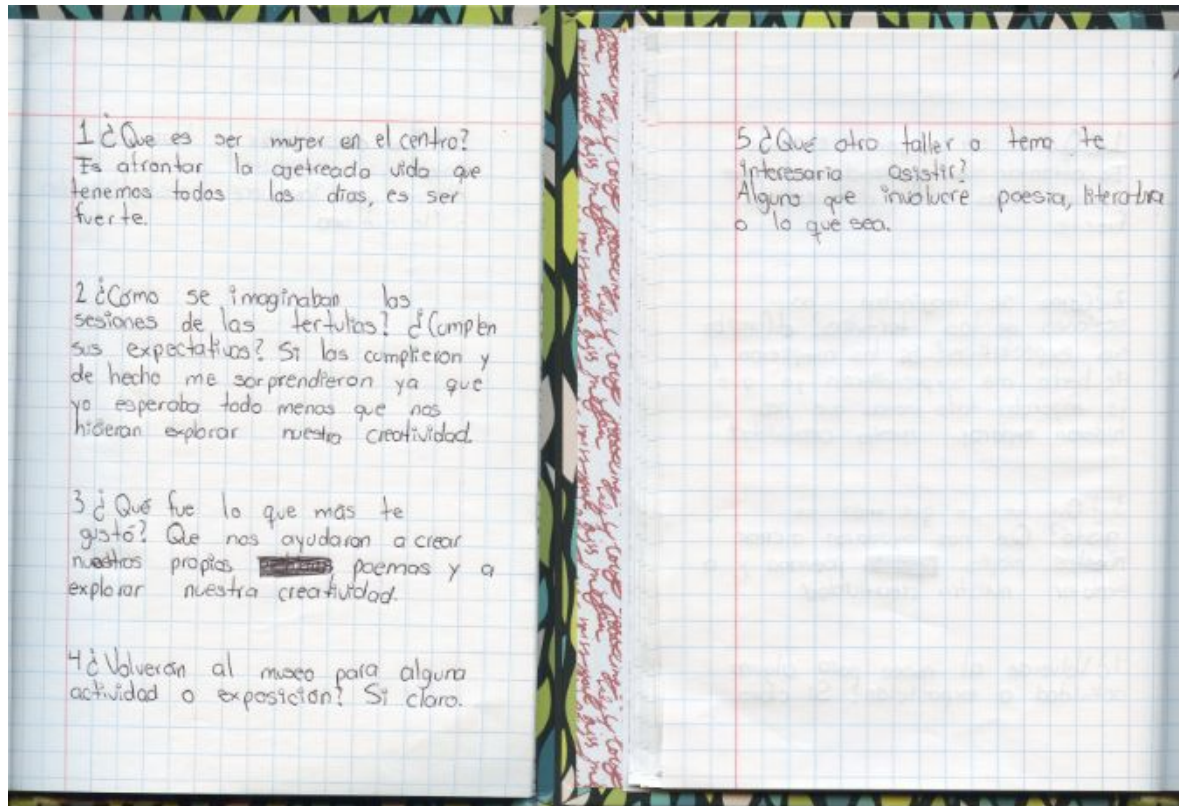 1 ¿Que es ser mujer en el centro?
Es afrontar la ajetreada vida que
tenemos todos los días, es ser
fuerte.
2 ¿Cómo se imaginaban las
sesiones de las tertulias? ¿Cumplen
sus expectativas? Si las cumplieron y
de hecho me sorprendieron ya que
yo esperaba todo menos que nos
hicieran explorar nuestra creatividad.
3 ¿Qué fue lo que mas te
gustó? Que nos ayudaran a crear
nuestros propios poemas y a
explorar nuestra creatividad.
4 ¿Volverán al museo para alguna
actividad o exposición? Si claro.
5 ¿Qué otro taller o tema te
interesaria asistir?
Alguno que involucre poesia, literatura
o lo que sea.